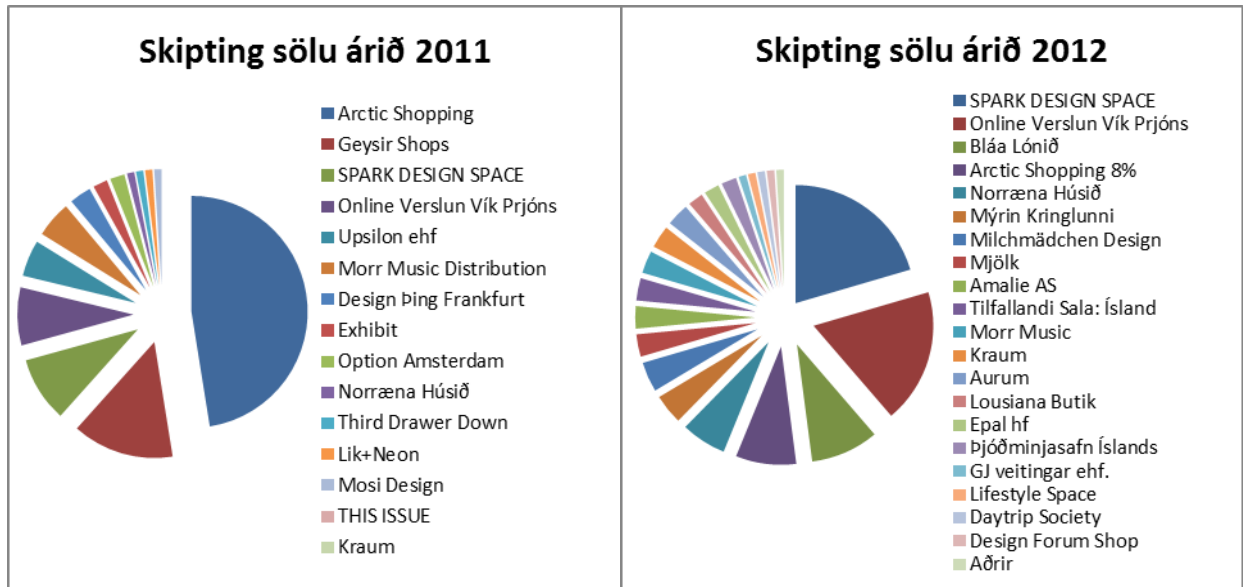 Skipting sölu árið 2011
Arctic Shopping
Geysir Shops
SPARK DESIGN SPACE
Online Verslun Vík Prjóns
Upsilon ehf
Morr Music Distribution
Design Þing Frankfurt
Exhibit
Option Amsterdam
Norræna Húsið
Third Drawer Down
Lik+Neon
Mosi Design
THIS ISSUE
Kraum
Skipting sölu árið 2012
SPARK DESIGN SPACE
Online Verslun Vík Prjóns
Bláa Lónið
Arctic Shopping 8%
Norræna Húsið
Mýrin Kringlunni
Milchmädchen Design
Mjölk
Amalie AS
Tilfallandi Sala: Ísland
Morr Music
Kraum
Aurum
Lousiana Butik
Epal hf
Þjóðminjasafn Íslands
GJ veitingar ehf.
Lifestyle Space
Daytrip Society
Design Forum Shop
Aðrir